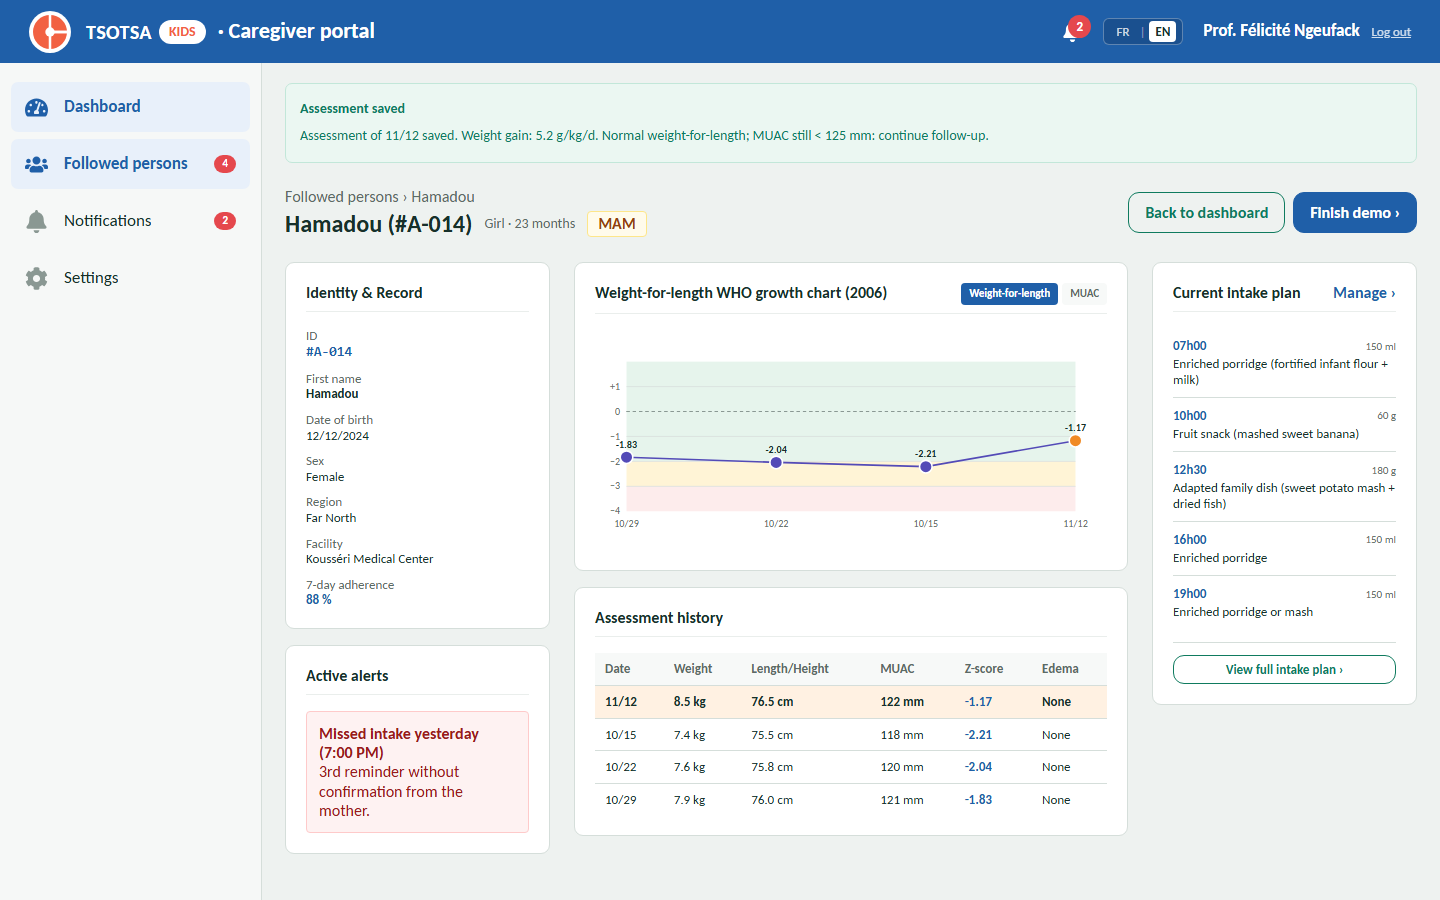 TSOTSA KIDS · Caregiver portal
2
FR | EN
Prof. Félicité Ngeufack
Log out
Dashboard
Followed persons 4
Notifications 2
Settings
Assessment saved
Assessment of 11/12 saved. Weight gain: 5.2 g/kg/d. Normal weight-for-length; MUAC still < 125 mm: continue follow-up.
Followed persons › Hamadou
Hamadou (#A-014) Girl · 23 months MAM
Back to dashboard
Finish demo ›
Identity & Record
ID
#A-014
First name
Hamadou
Date of birth
12/12/2024
Sex
Female
Region
Far North
Facility
Kousséri Medical Center
7-day adherence
88 %
Active alerts
Missed intake yesterday
(7:00 PM)
3rd reminder without
confirmation from the
mother.
Weight-for-length WHO growth chart (2006)
Weight-for-length MUAC
+1
0
−1
−2
−3
−4
-1.83
-2.04
-2.21
-1.17
10/29 10/22 10/15 11/12
Assessment history
Date Weight Length/Height MUAC Z-score Edema
11/12 8.5 kg 76.5 cm 122 mm -1.17 None
10/15 7.4 kg 75.5 cm 118 mm -2.21 None
10/22 7.6 kg 75.8 cm 120 mm -2.04 None
10/29 7.9 kg 76.0 cm 121 mm -1.83 None
Current intake plan Manage ›
07h00 150 ml
Enriched porridge (fortified infant flour +
milk)
10h00 60 g
Fruit snack (mashed sweet banana)
12h30 180 g
Adapted family dish (sweet potato mash +
dried fish)
16h00 150 ml
Enriched porridge
19h00 150 ml
Enriched porridge or mash
View full intake plan ›